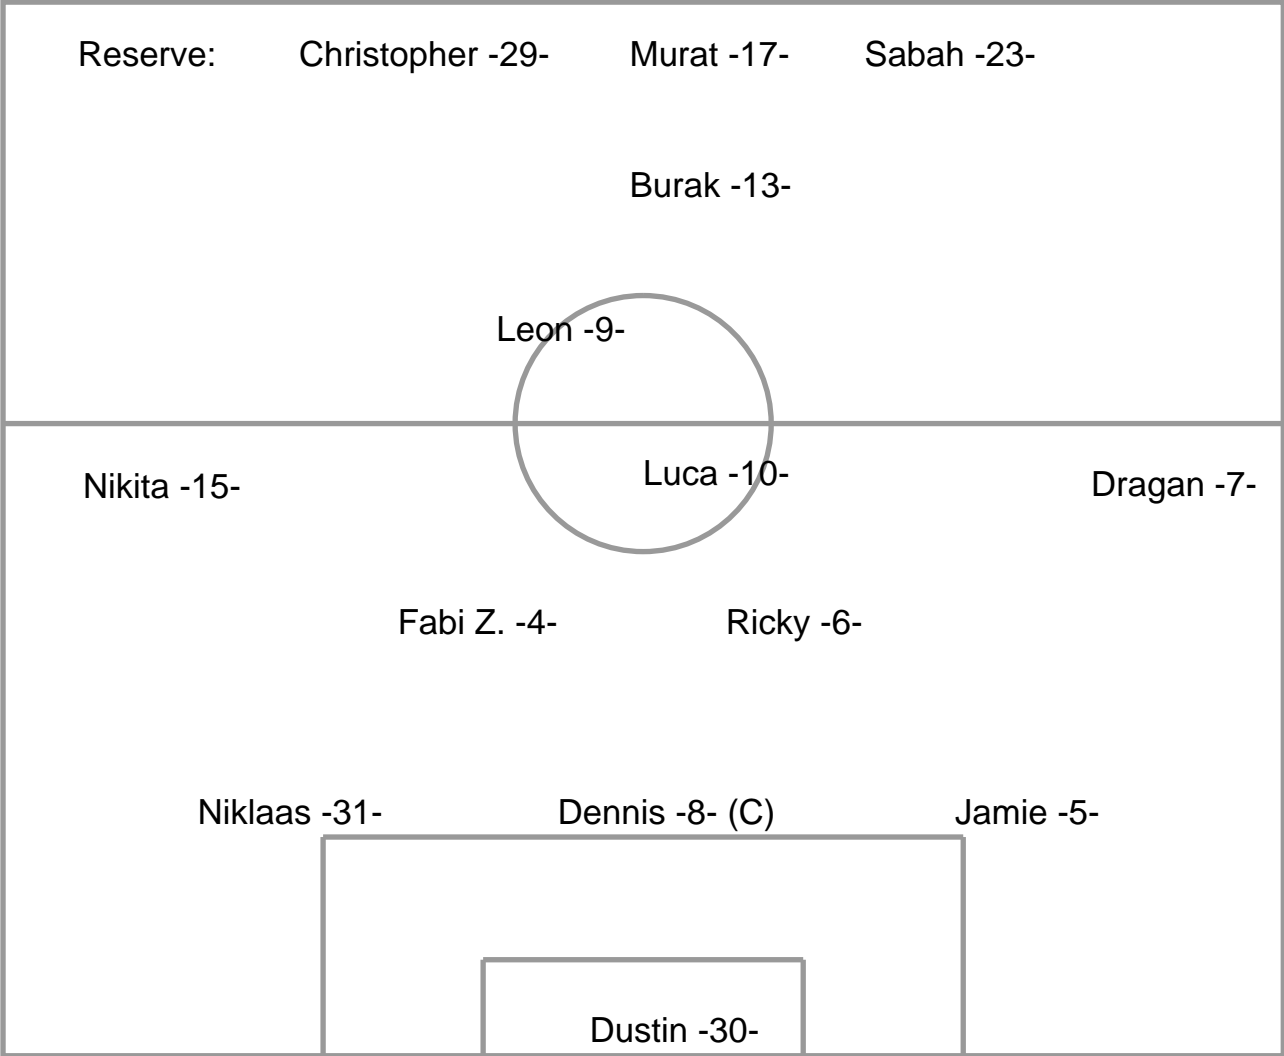 Reserve: Christopher -29- Murat -17- Sabah -23-
Burak -13-
Leon -9-
Luca -10-
Nikita -15- Dragan -7-
Fabi Z. -4- Ricky -6-
Niklaas -31- Dennis -8- (C) Jamie -5-
Dustin -30-